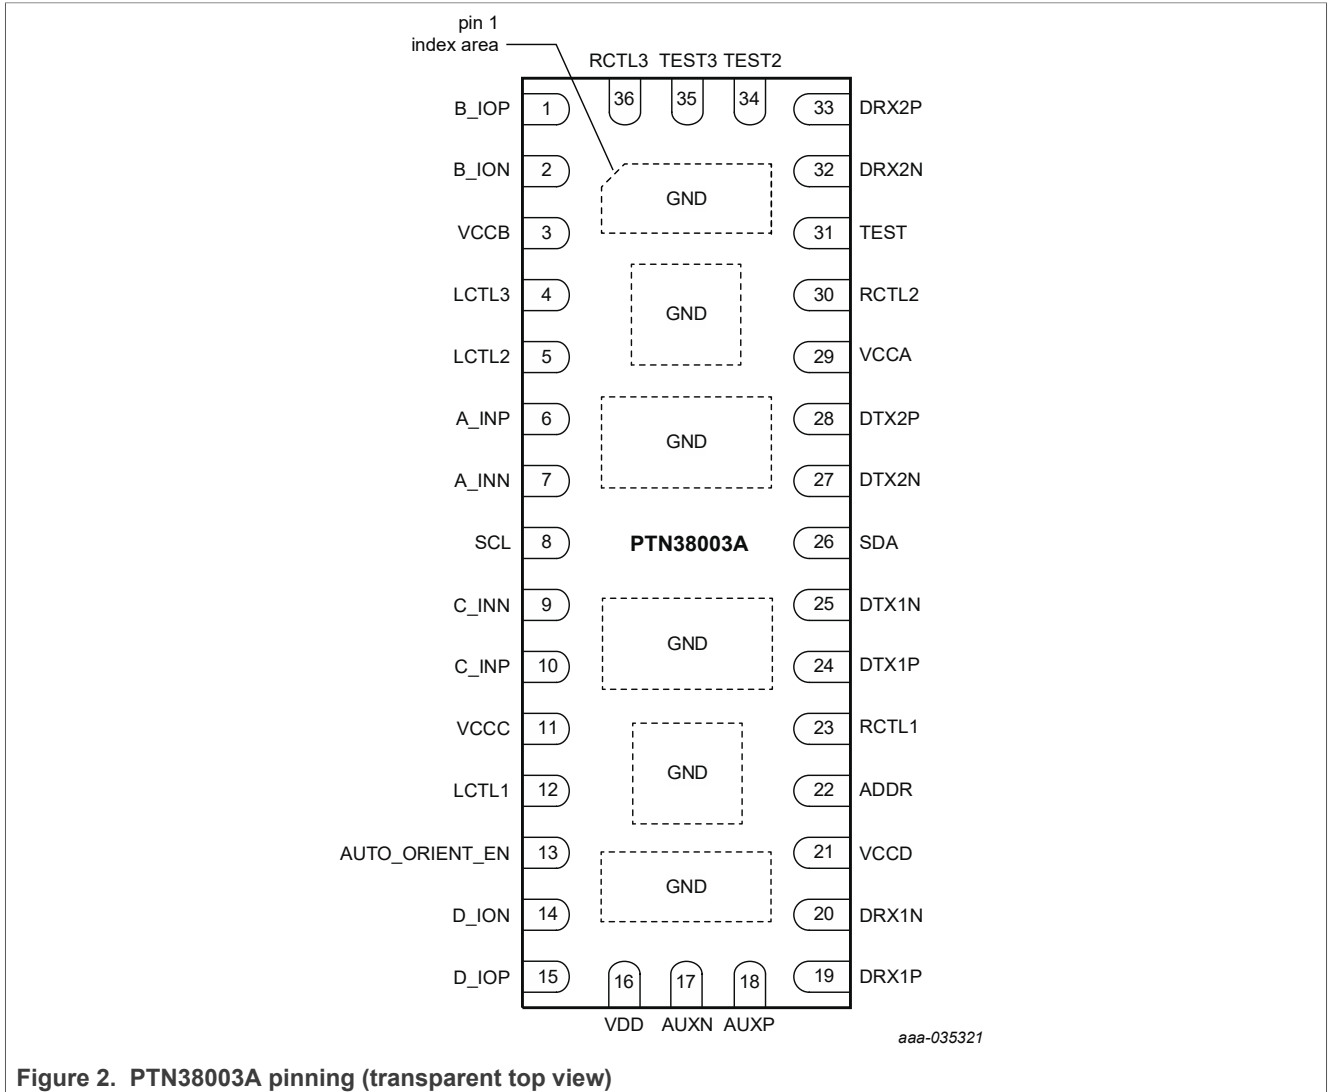 pin 1
index area
RCTL3 TEST3 TEST2
36 35 34
B_IOP 1 33 DRX2P
B_ION 2 32 DRX2N
GND
VCCB 3 31 TEST
LCTL3 4 30 RCTL2
GND
LCTL2 5 29 VCCA
A_INP 6 28 DTX2P
GND
A_INN 7 27 DTX2N
SCL 8 PTN38003A 26 SDA
C_INN 9 25 DTX1N
GND
C_INP 10 24 DTX1P
VCCC 11 23 RCTL1
GND
LCTL1 12 22 ADDR
AUTO_ORIENT_EN 13 21 VCCD
GND
D_ION 14 20 DRX1N
D_IOP 15 19 DRX1P
16 17 18
VDD AUXN AUXP
aaa-035321
Figure 2. PTN38003A pinning (transparent top view)